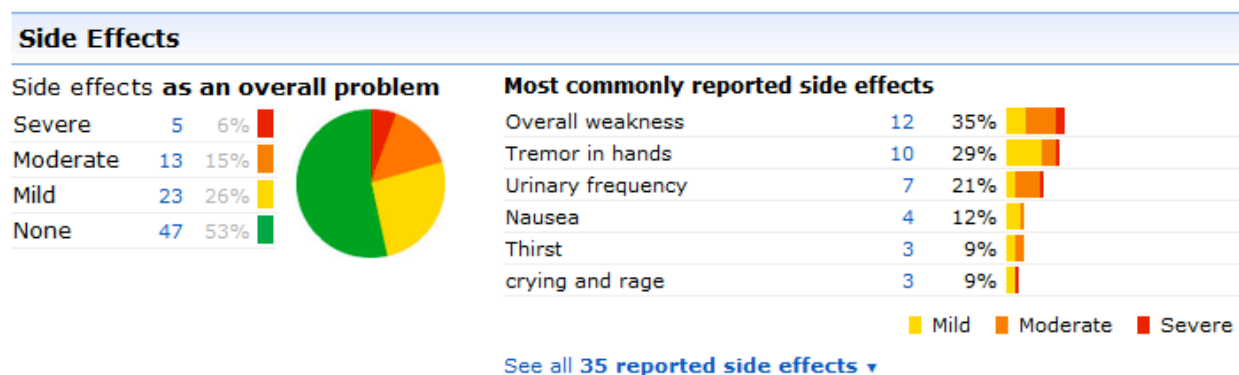 Side Effects
Side effects as an overall problem
Severe 5 6%
Moderate 13 15%
Mild 23 26%
None 47 53%
Most commonly reported side effects
Overall weakness 12 35%
Tremor in hands 10 29%
Urinary frequency 7 21%
Nausea 4 12%
Thirst 3 9%
crying and rage 3 9%
Mild Moderate Severe
See all 35 reported side effects ▾